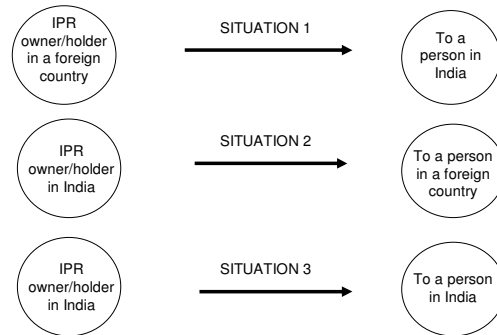 IPR
owner/holder
in a foreign
country
SITUATION 1
To a
person in
India
IPR
owner/holder
in India
SITUATION 2
To a person
in a foreign
country
IPR
owner/holder
in India
SITUATION 3
To a person
in India